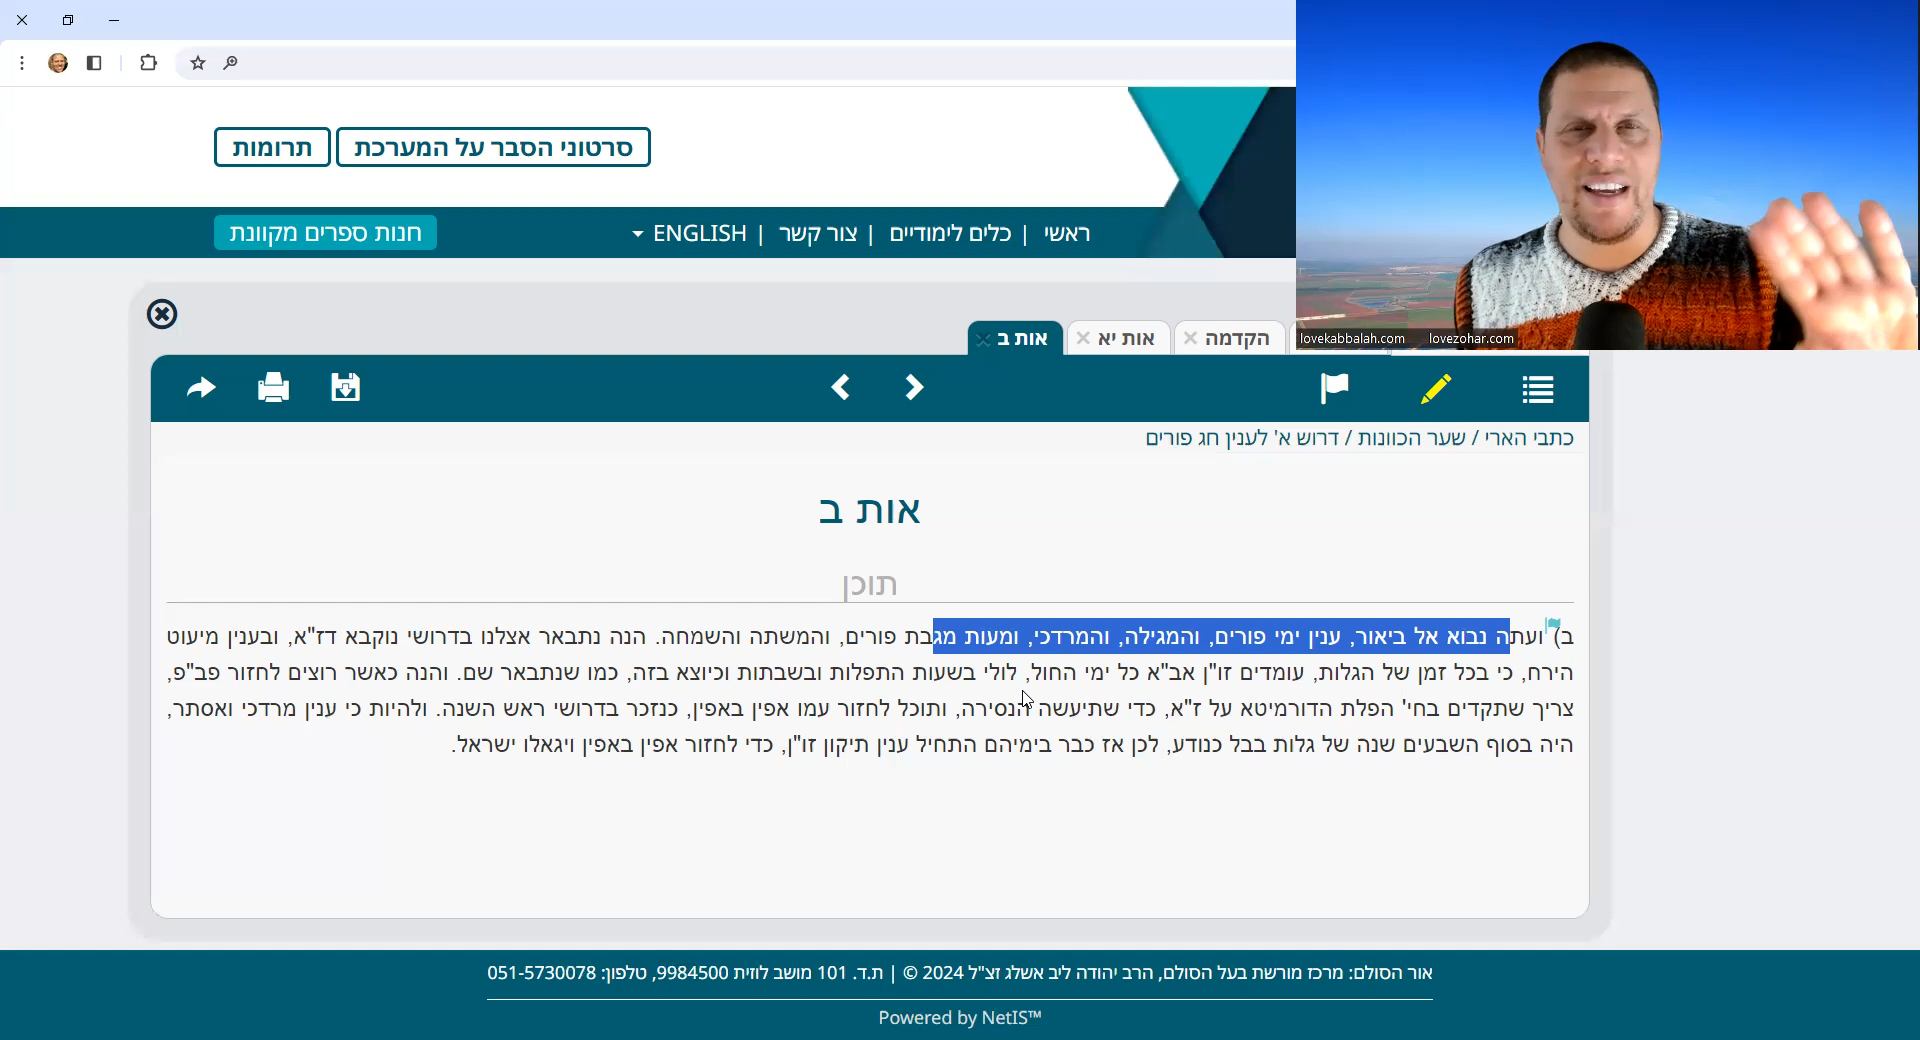 סרטוני הסבר על המערכת
תרומות
ראשי | כלים לימודיים | צור קשר | ENGLISH
חנות ספרים מקוונת
lovekabbalah.com lovezohar.com
הקדמה
אות יא
אות ב
כתבי הארי / שער הכוונות / דרוש א' לענין חג פורים
אות ב
תוכן
ב) ועתה נבוא אל ביאור, ענין ימי פורים, והמגילה, והמרדכי, ומעות מגבת פורים, והמשתה והשמחה. הנה נתבאר אצלנו בדרושי נוקבא דז"א, ובענין מיעוט
הירח, כי בכל זמן של הגלות, עומדים זו"ן אב"א כל ימי החול, לולי בשעות התפלות ובשבתות וכיוצא בזה, כמו שנתבאר שם. והנה כאשר רוצים לחזור פב"פ,
צריך שתקדים בחי' הפלת הדורמיטא על ז"א, כדי שתיעשה הנסירה, ותוכל לחזור עמו אפין באפין, כנזכר בדרושי ראש השנה. ולהיות כי ענין מרדכי ואסתר,
היה בסוף השבעים שנה של גלות בבל כנודע, לכן אז כבר בימיהם התחיל ענין תיקון זו"ן, כדי לחזור אפין באפין ויגאלו ישראל.
אור הסולם: מרכז מורשת בעל הסולם, הרב יהודה ליב אשלג זצ"ל 2024 © | ת.ד. 101 מושב לוזית 9984500, טלפון: 051-5730078
Powered by NetIS™